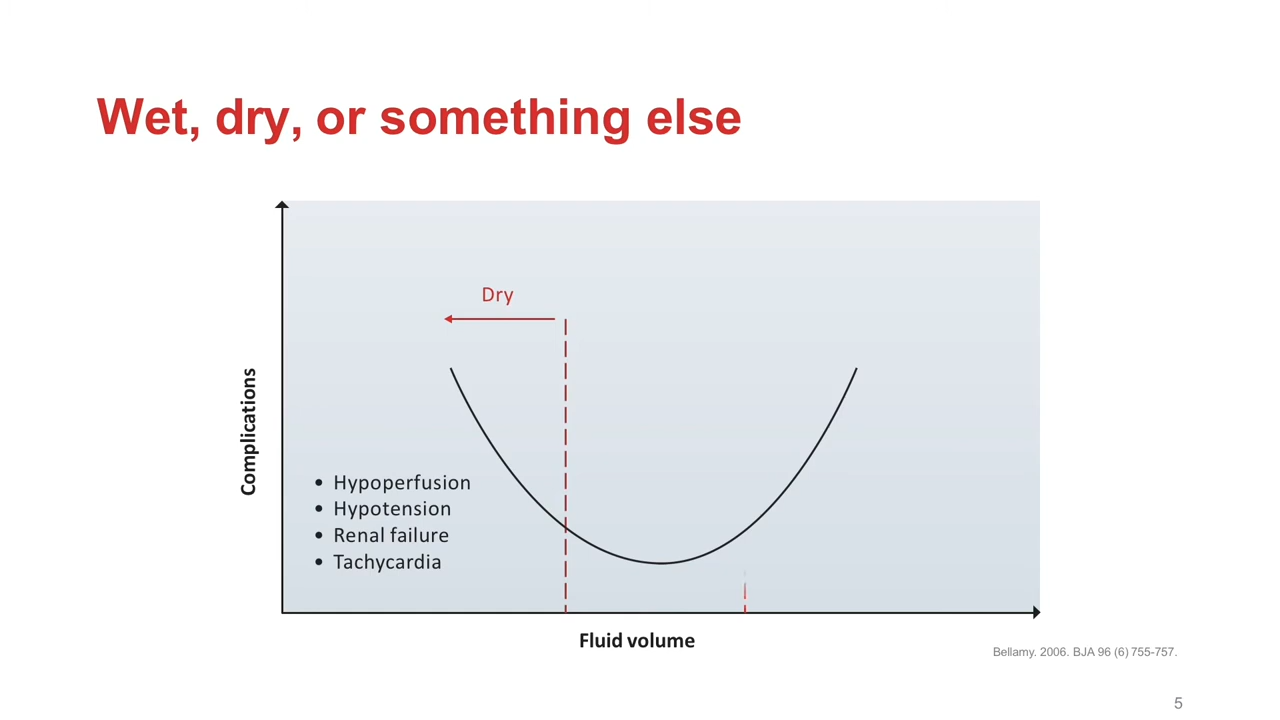 Wet, dry, or something else
Dry
Complications
• Hypoperfusion
• Hypotension
• Renal failure
• Tachycardia
Fluid volume
Bellamy. 2006. BJA 96 (6) 755-757.
5